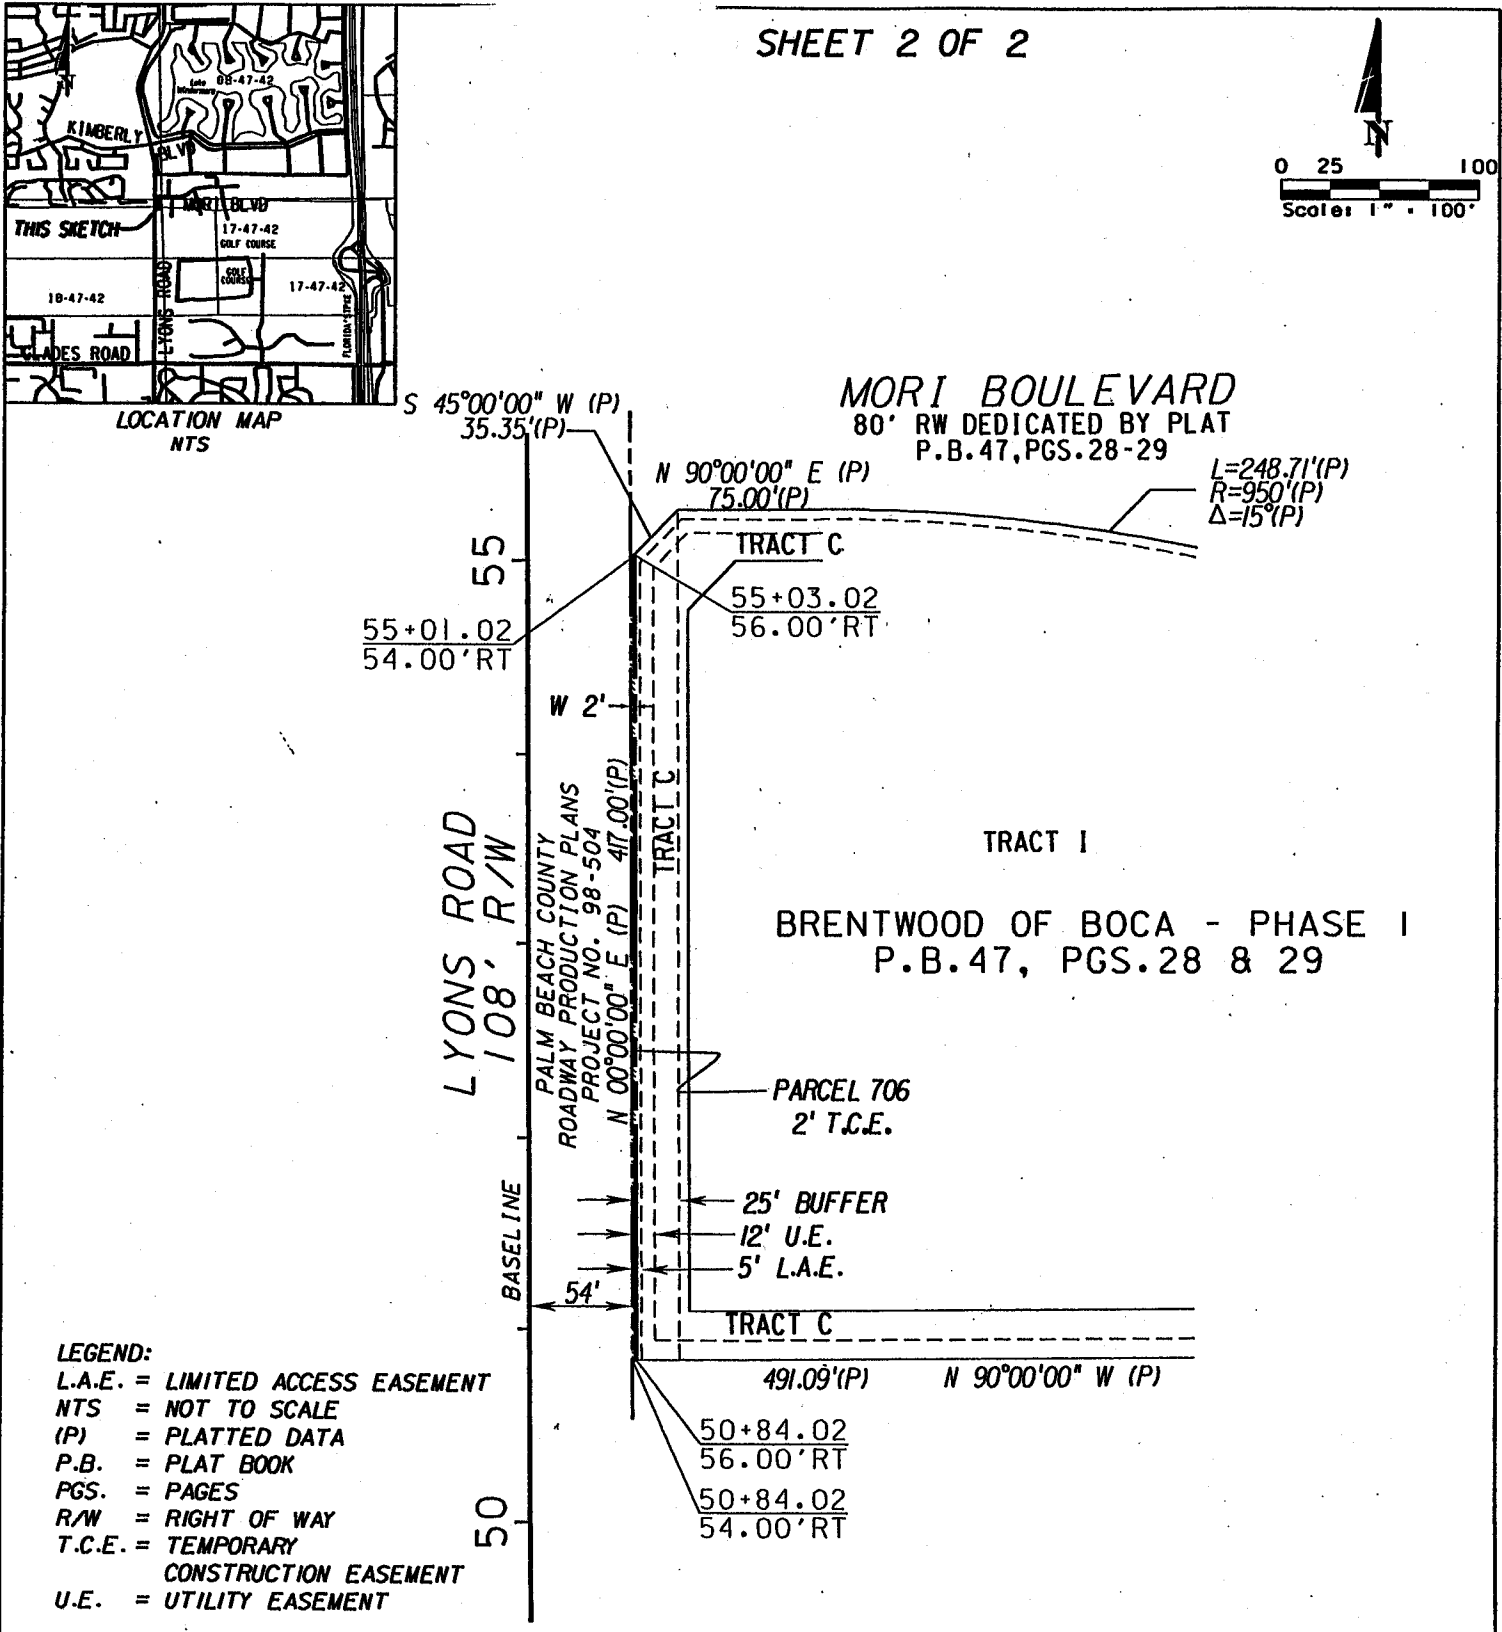 SHEET 2 OF 2
N
0 25 100
Scale: 1" = 100'
N
Lake Windermere
08-47-42
KIMBERLY
BLVD
MORI BLVD
THIS SKETCH
17-47-42
GOLF COURSE
GOLF
COURSE
18-47-42
17-47-42
LYONS ROAD
GLADES ROAD
LOCATION MAP
NTS
S 45°00'00" W (P)
35.35'(P)
MORI BOULEVARD
80' RW DEDICATED BY PLAT
P.B.47,PGS.28-29
N 90°00'00" E (P)
75.00'(P)
L=248.71'(P)
R=950'(P)
Δ=15°(P)
TRACT C
55
55+03.02
56.00'RT
55+01.02
54.00'RT
W 2'
LYONS ROAD
108' R/W
PALM BEACH COUNTY
ROADWAY PRODUCTION PLANS
PROJECT NO. 98-504
N 00°00'00" E (P) 417.00'(P)
TRACT C
TRACT I
BRENTWOOD OF BOCA - PHASE I
P.B.47, PGS.28 & 29
PARCEL 706
2' T.C.E.
BASELINE
25' BUFFER
12' U.E.
5' L.A.E.
54'
TRACT C
491.09'(P) N 90°00'00" W (P)
50+84.02
56.00'RT
50+84.02
54.00'RT
50
LEGEND:
L.A.E. = LIMITED ACCESS EASEMENT
NTS = NOT TO SCALE
(P) = PLATTED DATA
P.B. = PLAT BOOK
PGS. = PAGES
R/W = RIGHT OF WAY
T.C.E. = TEMPORARY
CONSTRUCTION EASEMENT
U.E. = UTILITY EASEMENT